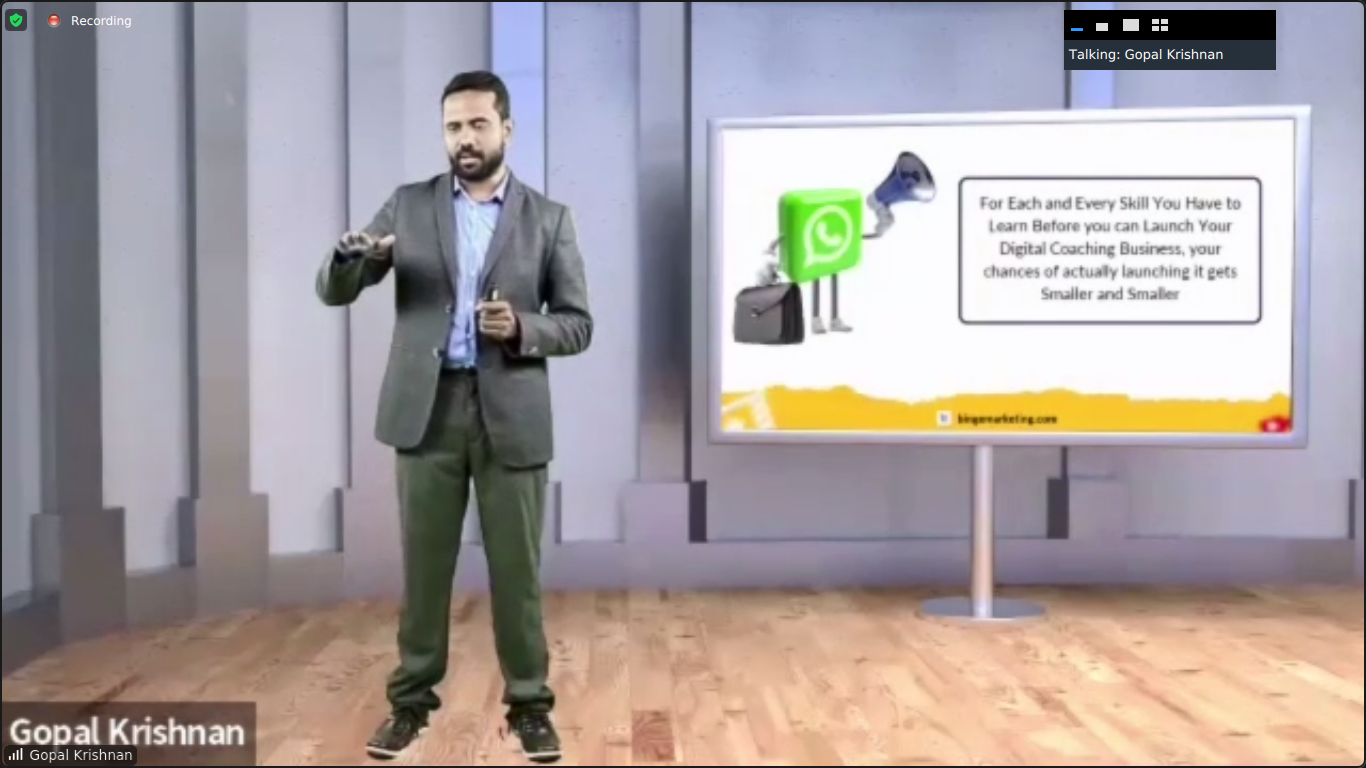 Recording
Talking: Gopal Krishnan
For Each and Every Skill You Have to
Learn Before you can Launch Your
Digital Coaching Business, your
chances of actually launching it gets
Smaller and Smaller
bingemarketing.com
Gopal Krishnan
Gopal Krishnan